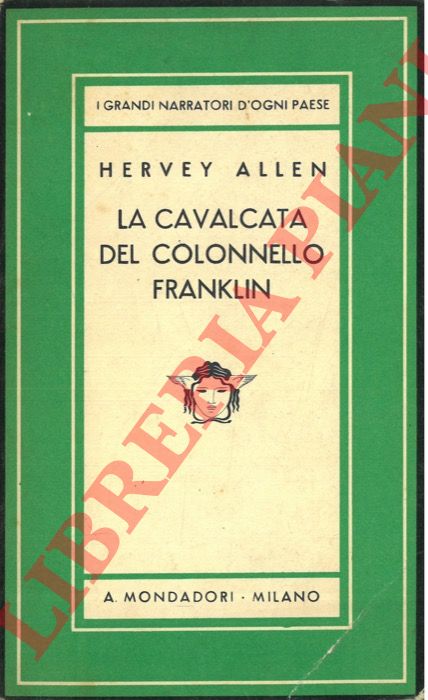 I GRANDI NARRATORI D'OGNI PAESE
HERVEY ALLEN
LA CAVALCATA
DEL COLONNELLO
FRANKLIN
A. MONDADORI - MILANO
LIBRERIA PIANI